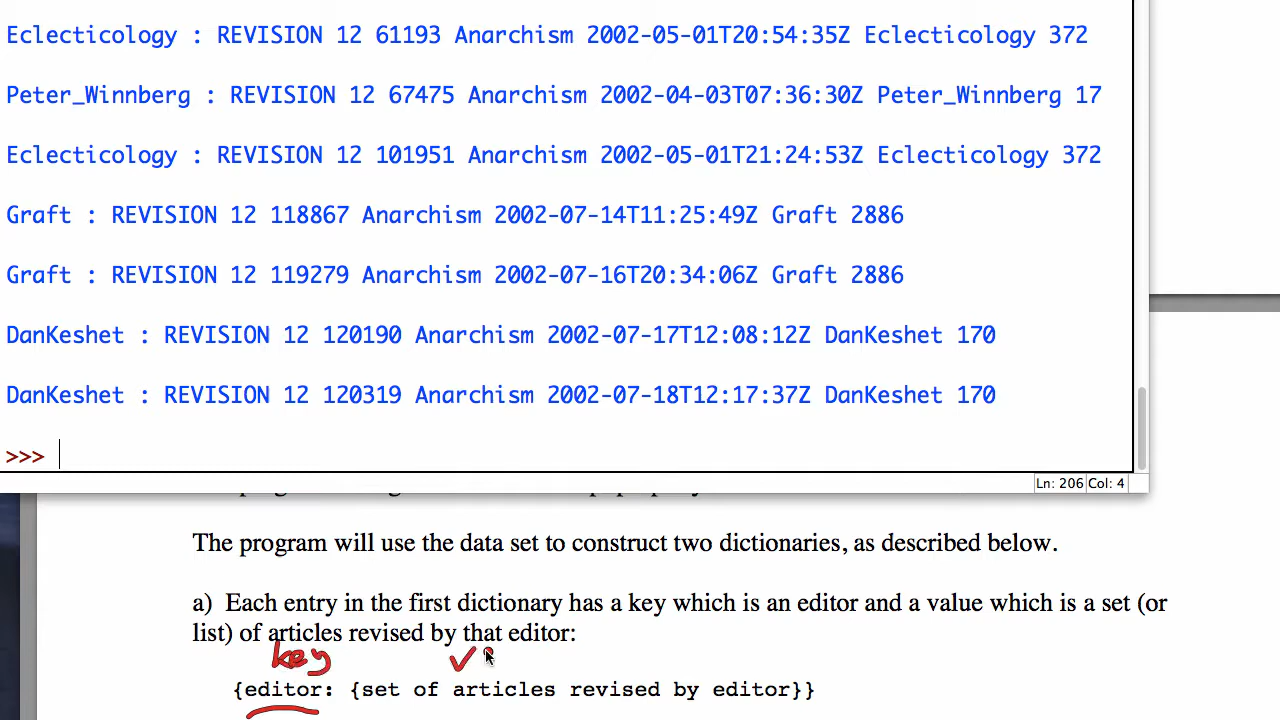 Eclecticology : REVISION 12 61193 Anarchism 2002-05-01T20:54:35Z Eclecticology 372
Peter_Winnberg : REVISION 12 67475 Anarchism 2002-04-03T07:36:30Z Peter_Winnberg 17
Eclecticology : REVISION 12 101951 Anarchism 2002-05-01T21:24:53Z Eclecticology 372
Graft : REVISION 12 118867 Anarchism 2002-07-14T11:25:49Z Graft 2886
Graft : REVISION 12 119279 Anarchism 2002-07-16T20:34:06Z Graft 2886
DanKeshet : REVISION 12 120190 Anarchism 2002-07-17T12:08:12Z DanKeshet 170
DanKeshet : REVISION 12 120319 Anarchism 2002-07-18T12:17:37Z DanKeshet 170
>>>
Ln: 206 Col: 4
The program will use the data set to construct two dictionaries, as described below.
a) Each entry in the first dictionary has a key which is an editor and a value which is a set (or
list) of articles revised by that editor:
key
{editor: {set of articles revised by editor}}